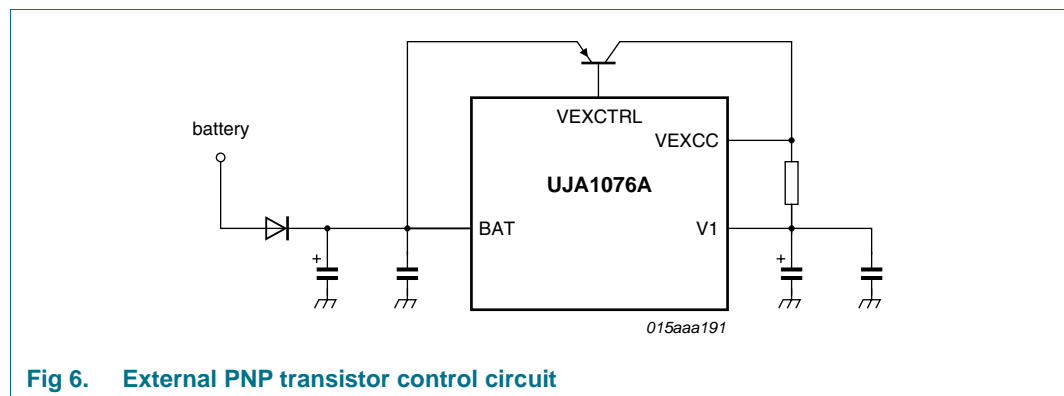 VEXCTRL
battery
VEXCC
UJA1076A
BAT
V1
+
+
015aaa191
Fig 6. External PNP transistor control circuit